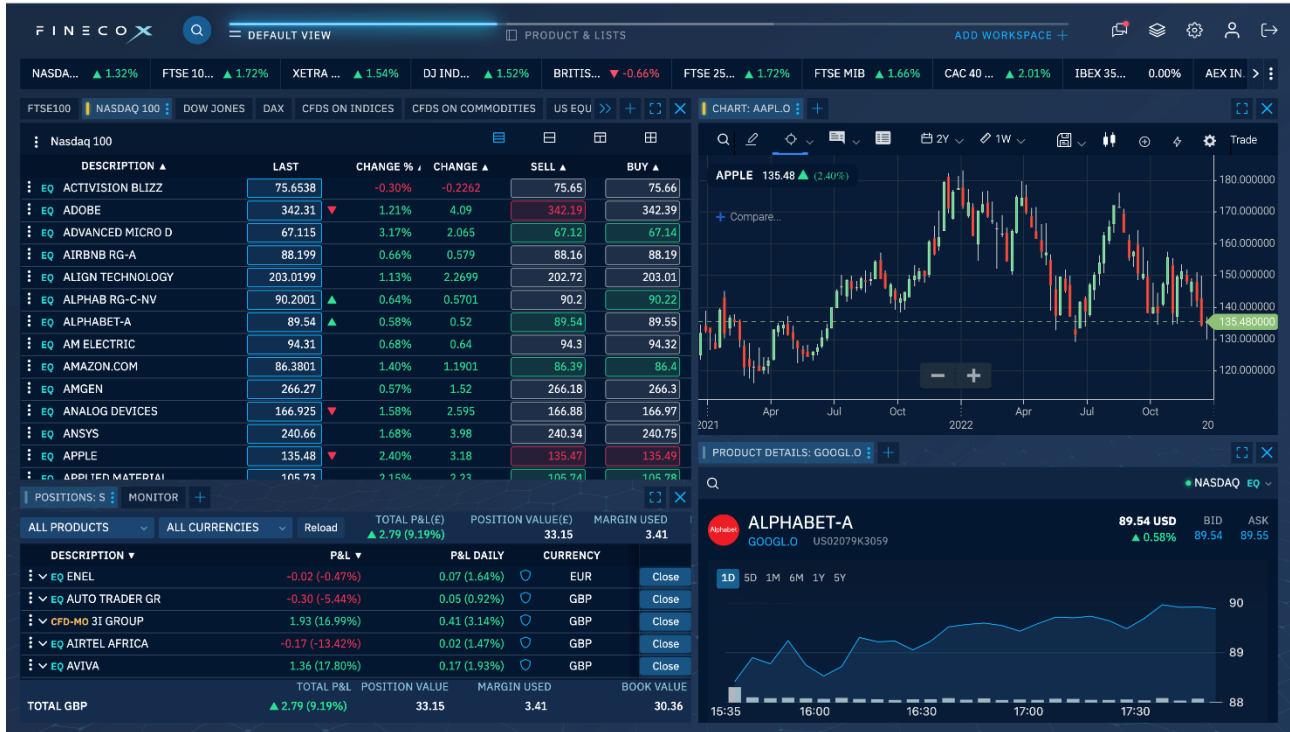 FINECOX
DEFAULT VIEW
PRODUCT & LISTS
ADD WORKSPACE +
NASDA... ▲ 1.32% FTSE 10... ▲ 1.72% XETRA ... ▲ 1.54% DJ IND... ▲ 1.52% BRITIS... ▼ -0.66% FTSE 25... ▲ 1.72% FTSE MIB ▲ 1.66% CAC 40 ... ▲ 2.01% IBEX 35... 0.00% AEX IN.
FTSE100 NASDAQ 100 DOW JONES DAX CFDS ON INDICES CFDS ON COMMODITIES US EQU
Nasdaq 100
DESCRIPTION ▲ LAST CHANGE % CHANGE ▲ SELL ▲ BUY ▲
EQ ACTIVISION BLIZZ 75.6538 -0.30% -0.2262 75.65 75.66
EQ ADOBE 342.31 ▼ 1.21% 4.09 342.19 342.39
EQ ADVANCED MICRO D 67.115 3.17% 2.065 67.12 67.14
EQ AIRBNB RG-A 88.199 0.66% 0.579 88.16 88.19
EQ ALIGN TECHNOLOGY 203.0199 1.13% 2.2699 202.72 203.01
EQ ALPHAB RG-C-NV 90.2001 ▲ 0.64% 0.5701 90.2 90.22
EQ ALPHABET-A 89.54 ▲ 0.58% 0.52 89.54 89.55
EQ AM ELECTRIC 94.31 0.68% 0.64 94.3 94.32
EQ AMAZON.COM 86.3801 1.40% 1.1901 86.39 86.4
EQ AMGEN 266.27 0.57% 1.52 266.18 266.3
EQ ANALOG DEVICES 166.925 ▼ 1.58% 2.595 166.88 166.97
EQ ANSYS 240.66 1.68% 3.98 240.34 240.75
EQ APPLE 135.48 ▼ 2.40% 3.18 135.47 135.49
EQ APPLIED MATERIAL 105.73 2.15% 2.23 105.74 105.78
POSITIONS: S MONITOR +
ALL PRODUCTS ALL CURRENCIES Reload
TOTAL P&L(£) POSITION VALUE(£) MARGIN USED
▲ 2.79 (9.19%) 33.15 3.41
DESCRIPTION ▼ P&L ▼ P&L DAILY CURRENCY
EQ ENEL -0.02 (-0.47%) 0.07 (1.64%) EUR Close
EQ AUTO TRADER GR -0.30 (-5.44%) 0.05 (0.92%) GBP Close
CFD-MO 3I GROUP 1.93 (16.99%) 0.41 (3.14%) GBP Close
EQ AIRTEL AFRICA -0.17 (-13.42%) 0.02 (1.47%) GBP Close
EQ AVIVA 1.36 (17.80%) 0.17 (1.93%) GBP Close
TOTAL P&L POSITION VALUE MARGIN USED BOOK VALUE
TOTAL GBP ▲ 2.79 (9.19%) 33.15 3.41 30.36
CHART: AAPL.O +
2Y 1W Trade
APPLE 135.48 ▲ (2.40%)
+ Compare...
180.000000
170.000000
160.000000
150.000000
140.000000
135.480000
130.000000
120.000000
Apr Jul Oct Apr Jul Oct
2021 2022 20
PRODUCT DETAILS: GOOGL.O +
NASDAQ EQ
Alphabet
ALPHABET-A 89.54 USD BID ASK
GOOGL.O US02079K3059 ▲ 0.58% 89.54 89.55
1D 5D 1M 6M 1Y 5Y
90
89
88
15:35 16:00 16:30 17:00 17:30